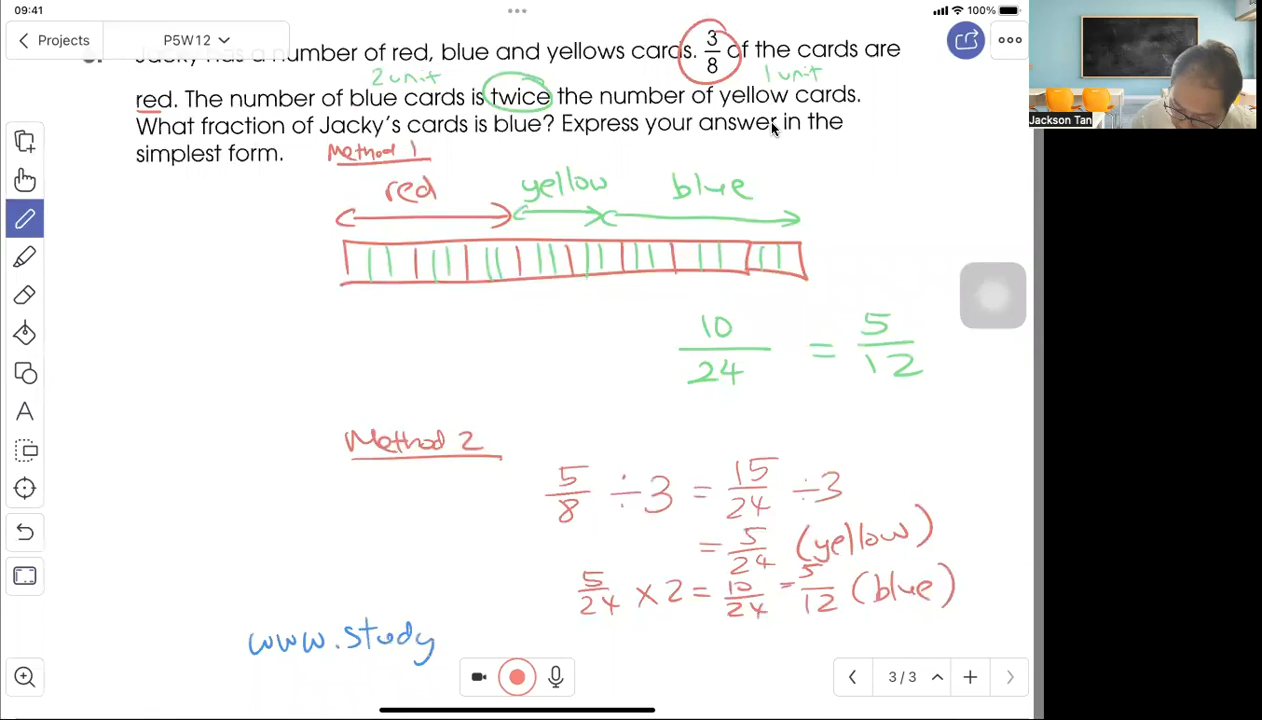 09:41
100%
Projects
P5W12
Jacky has a number of red, blue and yellows cards. 3/8 of the cards are
2 unit
1 unit
red. The number of blue cards is twice the number of yellow cards.
What fraction of Jacky's cards is blue? Express your answer in the
simplest form.
Method 1
red yellow blue
10/24 = 5/12
Method 2
5/8 ÷ 3 = 15/24 ÷ 3
= 5/24 (yellow)
5/24 × 2 = 10/24 = 5/12 (blue)
www.study
3 / 3
A
Jackson Tan